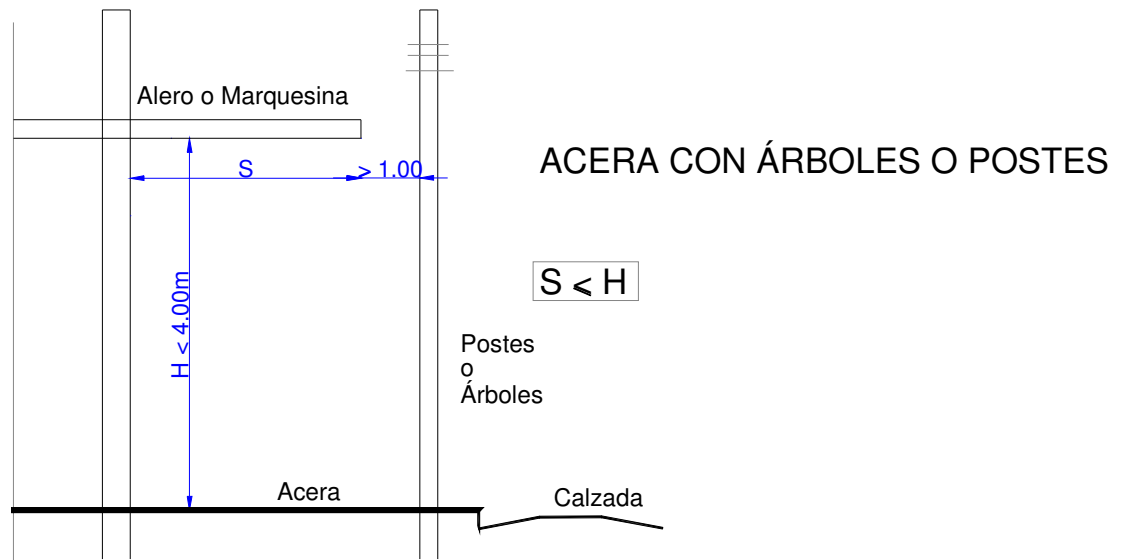 Alero o Marquesina
S
> 1.00
ACERA CON ÁRBOLES O POSTES
H < 4.00m
S ⩽ H
Postes
o
Árboles
Acera
Calzada